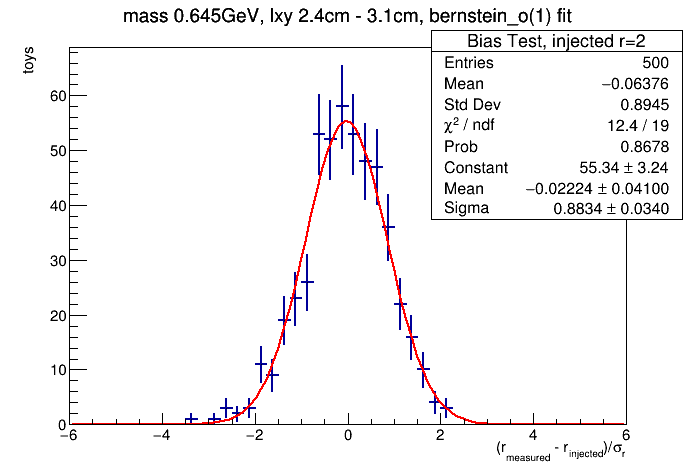 mass 0.645GeV, lxy 2.4cm - 3.1cm, bernstein_o(1) fit
Bias Test, injected r=2
Entries 500
Mean −0.06376
Std Dev 0.8945
χ² / ndf 12.4 / 19
Prob 0.8678
Constant 55.34 ± 3.24
Mean −0.02224 ± 0.04100
Sigma 0.8834 ± 0.0340
toys
60
50
40
30
20
10
0
−6 −4 −2 0 2 4 6
(r_measured - r_injected)/σ_r